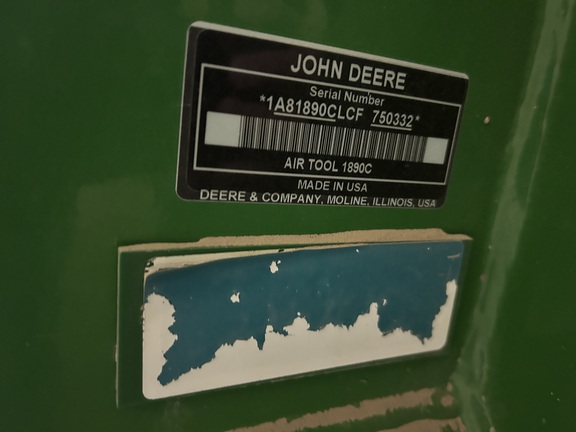 JOHN DEERE
Serial Number
*1A81890CLCF 750332*
AIR TOOL 1890C
MADE IN USA
DEERE & COMPANY, MOLINE, ILLINOIS, USA